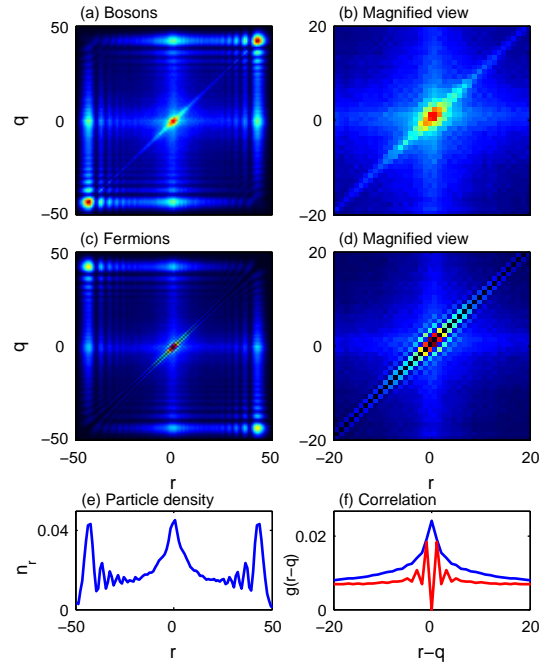 (a) Bosons (b) Magnified view
50 20
q 0 0
−50 −20
(c) Fermions (d) Magnified view
50 20
q 0 0
−50 −20
−50 0 50 −20 0 20
r r
(e) Particle density (f) Correlation
0.04 0.02
n_r g(r−q)
0 0
−50 0 50 −20 0 20
r r−q